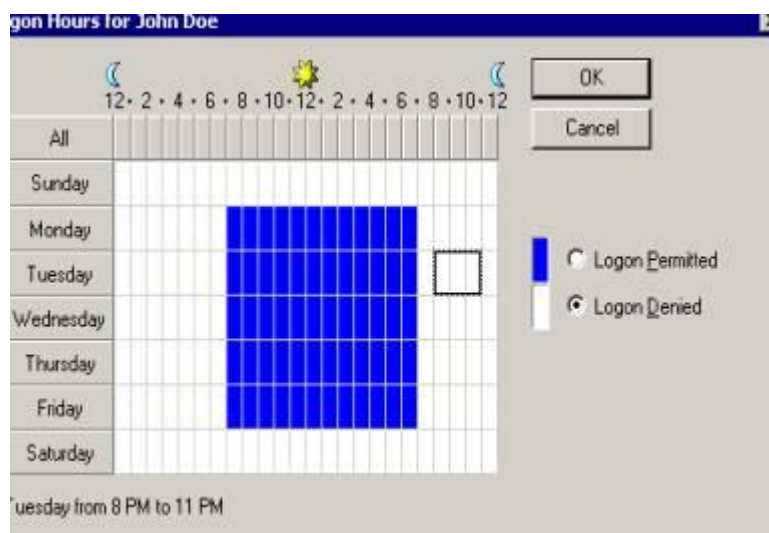 gon Hours for John Doe
12 · 2 · 4 · 6 · 8 · 10 · 12 · 2 · 4 · 6 · 8 · 10 · 12
OK
Cancel
All
Sunday
Monday
Tuesday
Wednesday
Thursday
Friday
Saturday
Logon Permitted
Logon Denied
uesday from 8 PM to 11 PM